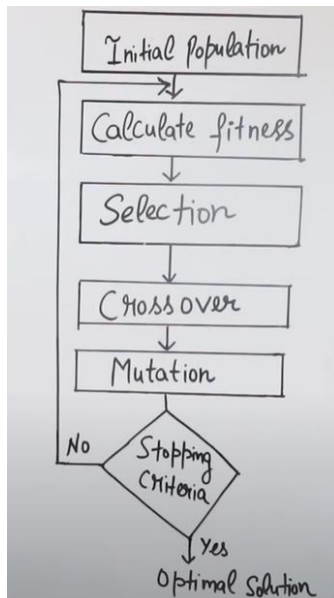 Initial Population
Calculate fitness
Selection
Crossover
Mutation
Stopping
Criteria
No
Yes
Optimal Solution